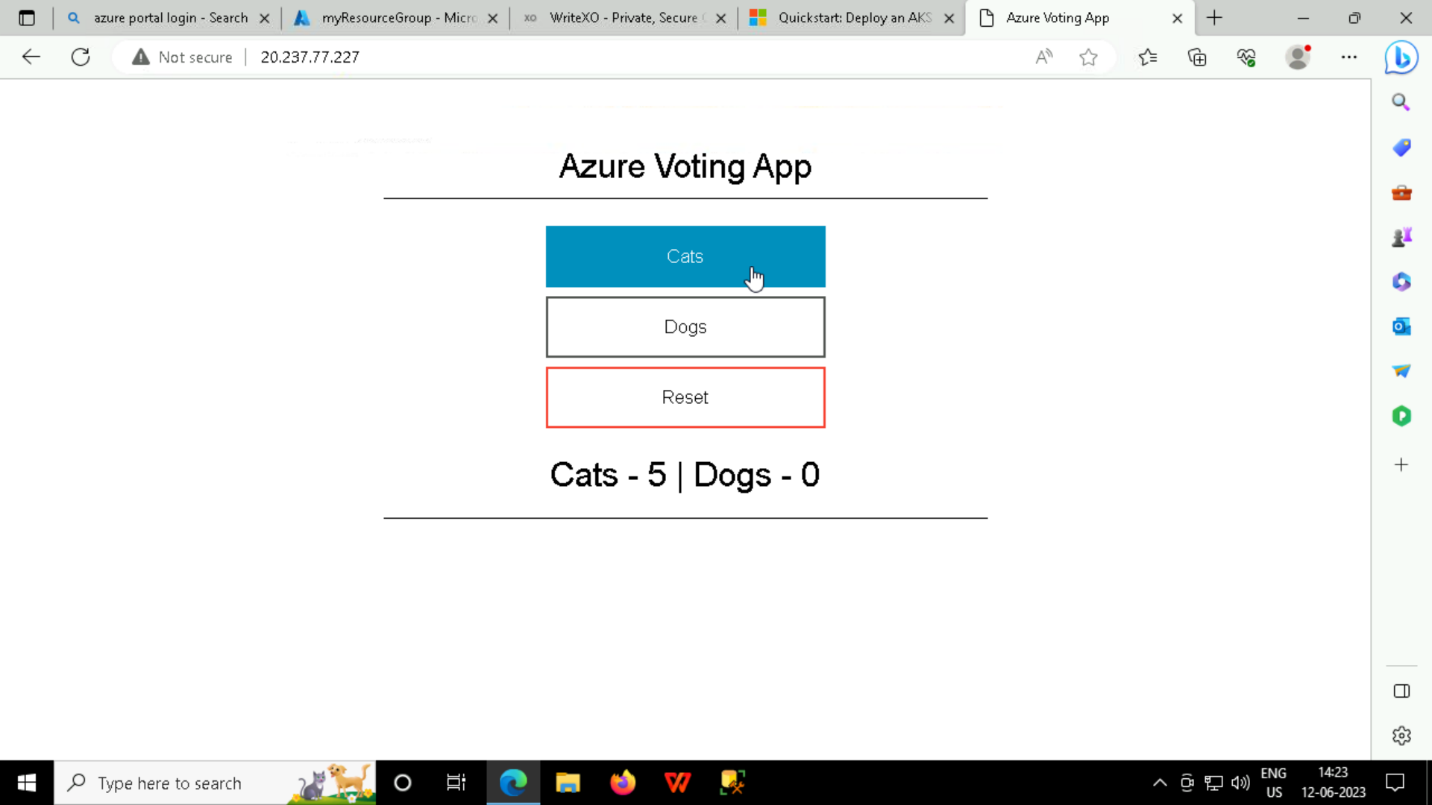 azure portal login - Search
myResourceGroup - Micro
XO WriteXO - Private, Secure
Quickstart: Deploy an AKS
Azure Voting App
Not secure
20.237.77.227
Azure Voting App
Cats
Dogs
Reset
Cats - 5 | Dogs - 0
Type here to search
ENG
US
14:23
12-06-2023